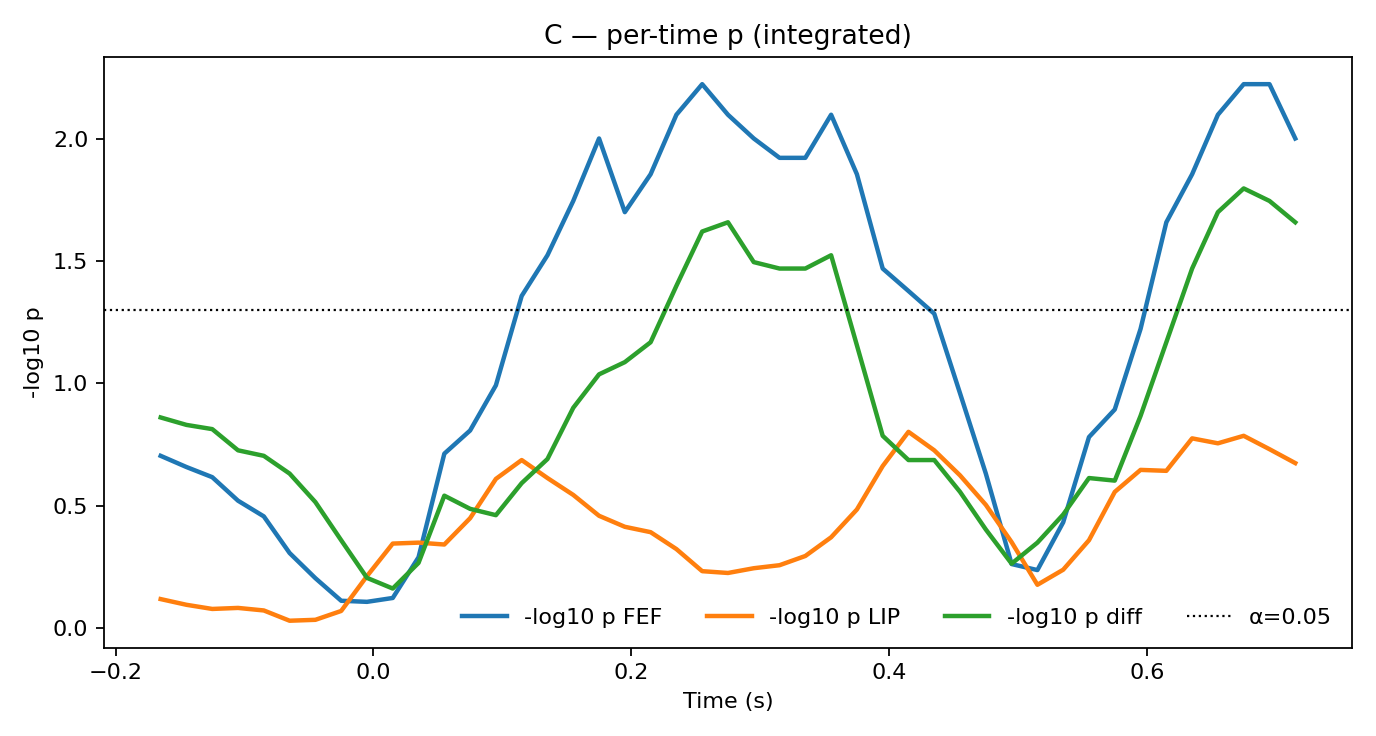 C — per-time p (integrated)
-log10 p
2.0
1.5
1.0
0.5
0.0
-log10 p FEF -log10 p LIP -log10 p diff α=0.05
−0.2 0.0 0.2 0.4 0.6
Time (s)